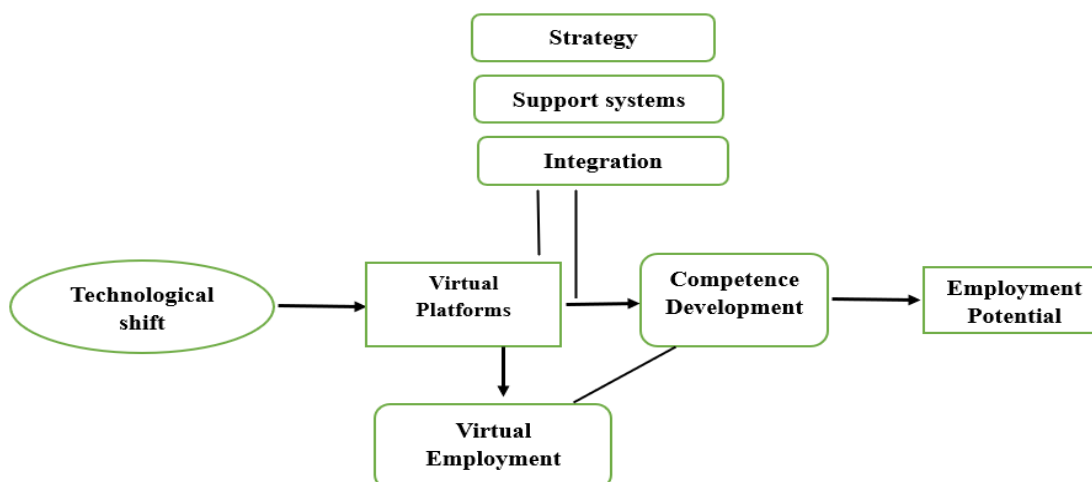 Strategy
Support systems
Integration
Technological
shift
Virtual
Platforms
Competence
Development
Employment
Potential
Virtual
Employment